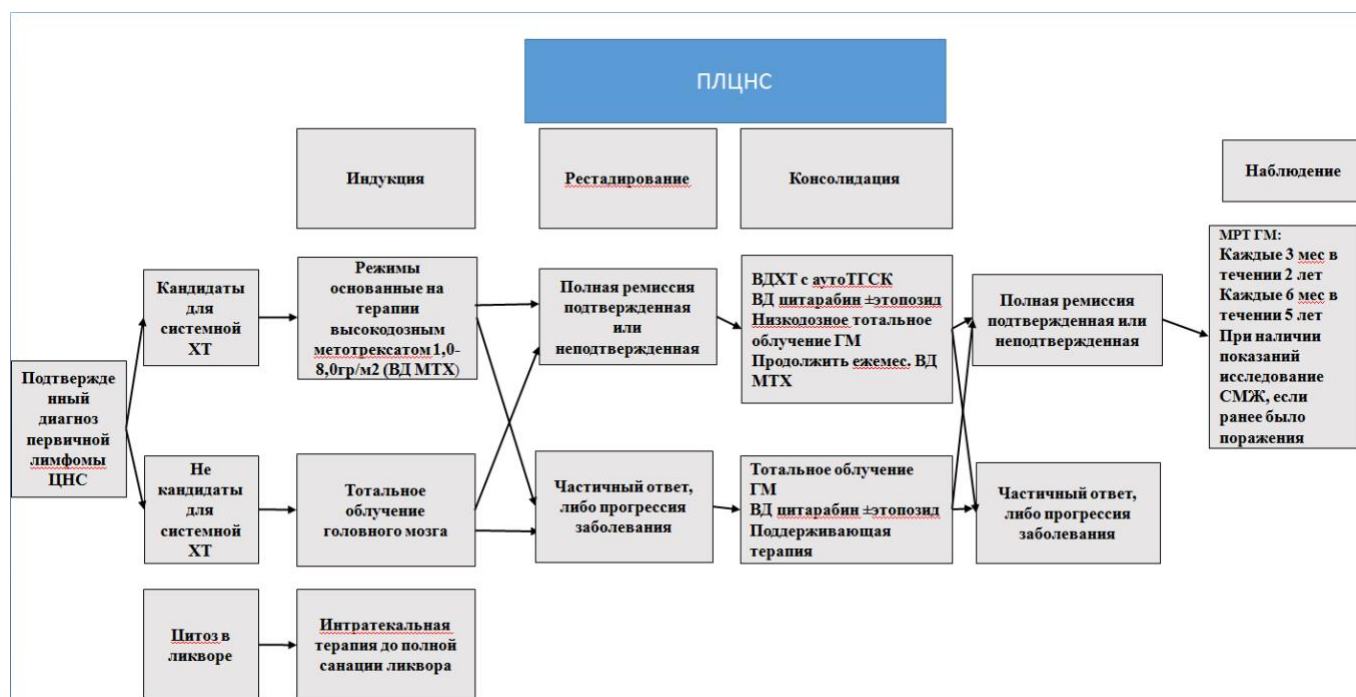 ПЛЦНС
Индукция
Рестадирование
Консолидация
Наблюдение
Подтвержде
нный
диагноз
первичной
лимфомы
ЦНС
Кандидаты
для
системной
ХТ
Режимы
основанные на
терапии
высокодозным
метотрексатом 1,0-
8,0гр/м2 (ВД МТХ)
Полная ремиссия
подтвержденная
или
неподтвержденная
ВДХТ с аутоТГСК
ВД цитарабин ±этопозид
Низкодозное тотальное
облучение ГМ
Продолжить ежемес. ВД
МТХ
Полная ремиссия
подтвержденная или
неподтвержденная
МРТ ГМ:
Каждые 3 мес в
течении 2 лет
Каждые 6 мес в
течении 5 лет
При наличии
показаний
исследование
СМЖ, если
ранее было
поражения
Не
кандидаты
для
системной
ХТ
Тотальное
облучение
головного мозга
Частичный ответ,
либо прогрессия
заболевания
Тотальное облучение
ГМ
ВД цитарабин ±этопозид
Поддерживающая
терапия
Частичный ответ,
либо прогрессия
заболевания
Цитоз в
ликворе
Интратекальная
терапия до полной
санации ликвора